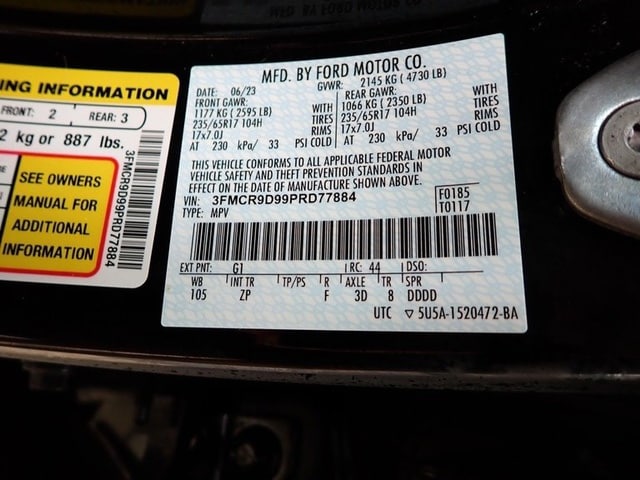 NG INFORMATION
FRONT: 2 REAR: 3
2 kg or 887 lbs.
SEE OWNERS
MANUAL FOR
ADDITIONAL
INFORMATION
3FMCR9D99PRD77884
MFD. BY FORD MOTOR CO.
DATE: 06/23 GVWR: 2145 KG ( 4730 LB)
FRONT GAWR: REAR GAWR:
1177 KG ( 2595 LB) WITH 1066 KG ( 2350 LB) WITH
235/65R17 104H TIRES 235/65R17 104H TIRES
17x7.0J RIMS 17x7.0J RIMS
AT 230 kPa/ 33 PSI COLD AT 230 kPa/ 33 PSI COLD
THIS VEHICLE CONFORMS TO ALL APPLICABLE FEDERAL MOTOR
VEHICLE SAFETY AND THEFT PREVENTION STANDARDS IN
EFFECT ON THE DATE OF MANUFACTURE SHOWN ABOVE.
VIN: 3FMCR9D99PRD77884 F0185
TYPE: MPV T0117
EXT PNT: G1 RC: 44 DSO:
WB INT TR TP/PS R AXLE TR SPR
105 ZP F 3D 8 DDDD
UTC ▽ 5U5A-1520472-BA